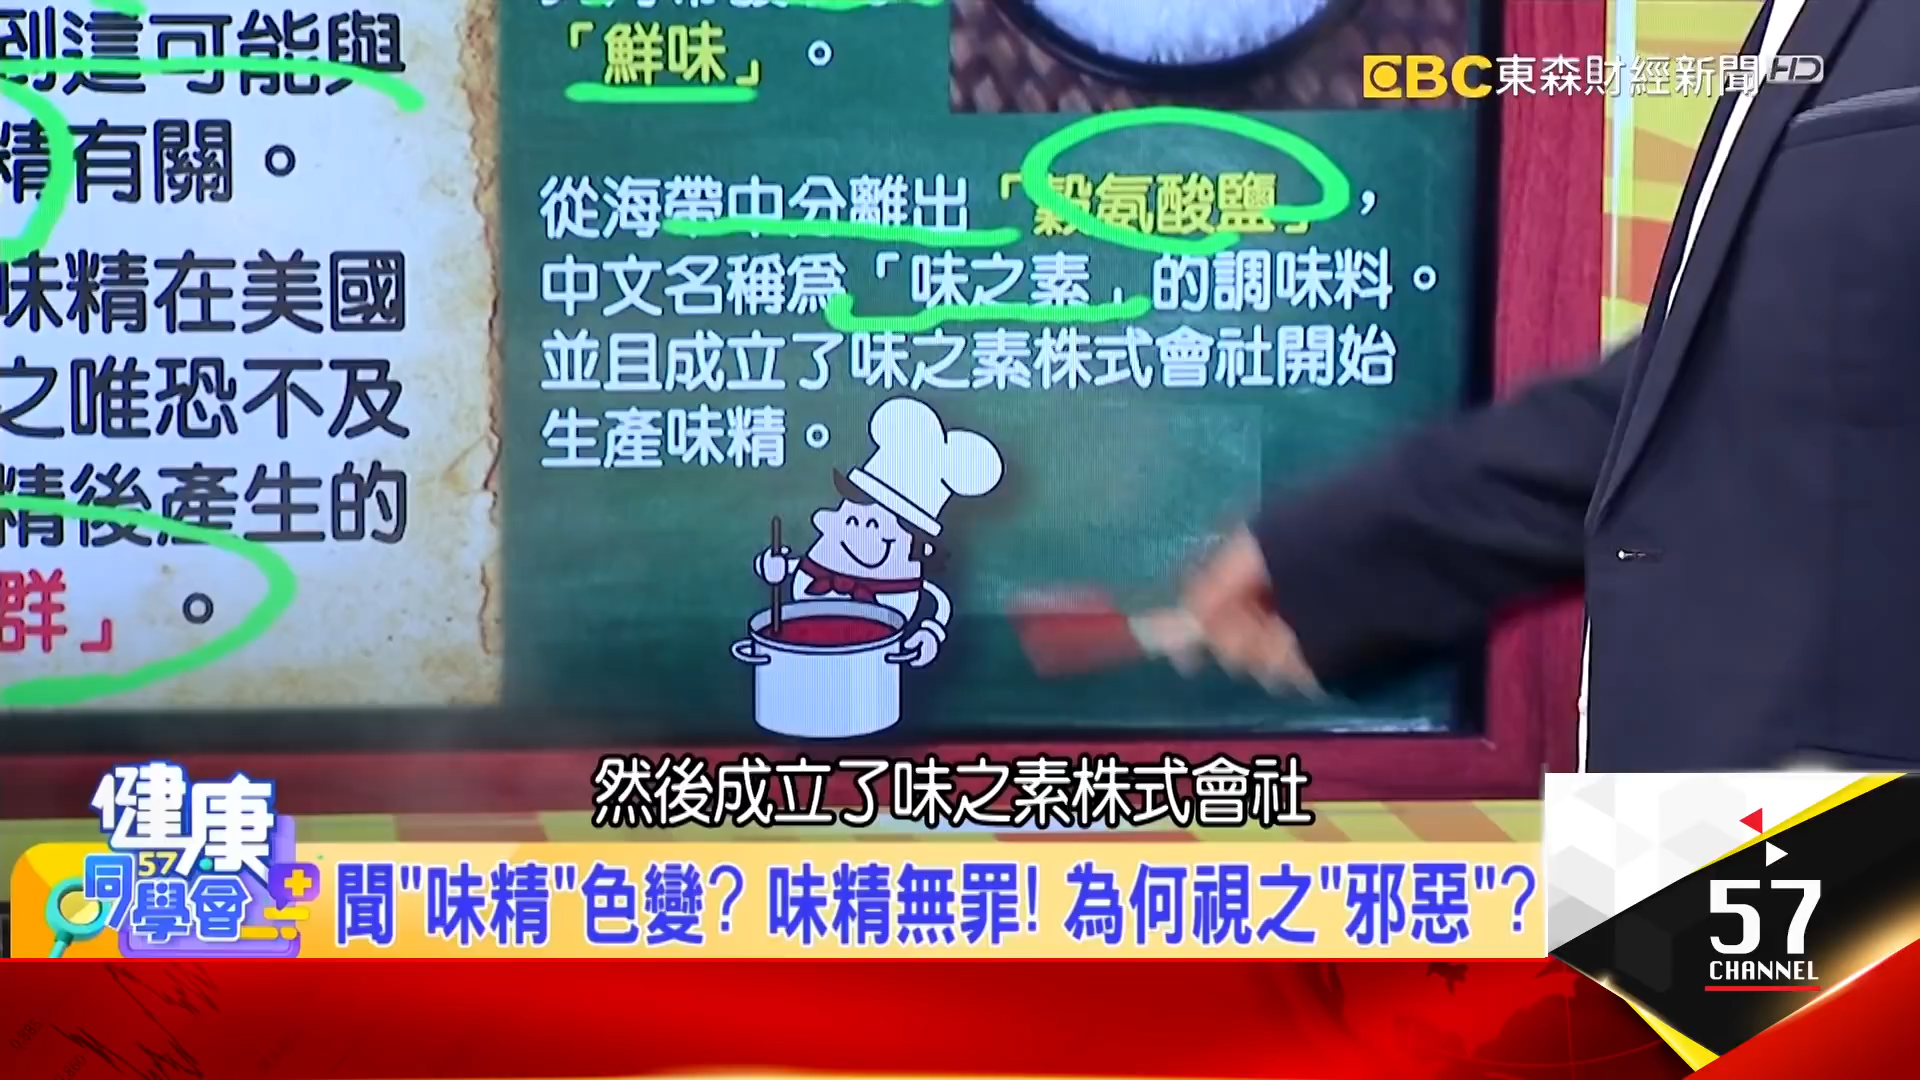 到這可能與
精有關。
味精在美國
之唯恐不及
精後產生的
群」。
「鮮味」。
從海帶中分離出「穀氨酸鹽」，
中文名稱爲「味之素」的調味料。
並且成立了味之素株式會社開始
生產味精。
EBC東森財經新聞HD
然後成立了味之素株式會社
健康
57
同學會
聞"味精"色變? 味精無罪! 為何視之"邪惡"?
57
CHANNEL